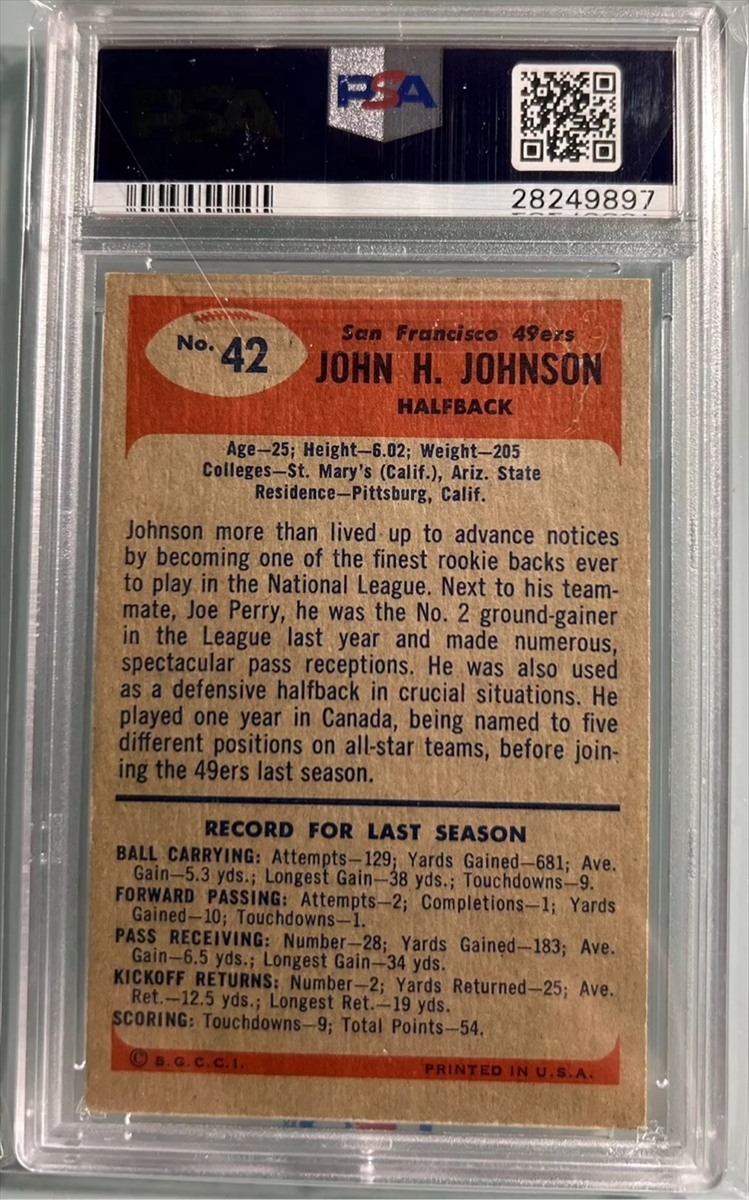 PSA
28249897
No. 42
San Francisco 49ers
JOHN H. JOHNSON
HALFBACK
Age—25; Height—6.02; Weight—205
Colleges—St. Mary's (Calif.), Ariz. State
Residence—Pittsburg, Calif.
Johnson more than lived up to advance notices
by becoming one of the finest rookie backs ever
to play in the National League. Next to his team-
mate, Joe Perry, he was the No. 2 ground-gainer
in the League last year and made numerous,
spectacular pass receptions. He was also used
as a defensive halfback in crucial situations. He
played one year in Canada, being named to five
different positions on all-star teams, before join-
ing the 49ers last season.
RECORD FOR LAST SEASON
BALL CARRYING: Attempts—129; Yards Gained—681; Ave.
Gain—5.3 yds.; Longest Gain—38 yds.; Touchdowns—9.
FORWARD PASSING: Attempts—2; Completions—1; Yards
Gained—10; Touchdowns—1.
PASS RECEIVING: Number—28; Yards Gained—183; Ave.
Gain—6.5 yds.; Longest Gain—34 yds.
KICKOFF RETURNS: Number—2; Yards Returned—25; Ave.
Ret.—12.5 yds.; Longest Ret.—19 yds.
SCORING: Touchdowns—9; Total Points—54.
© B.G.C.C.I.
PRINTED IN U.S.A.